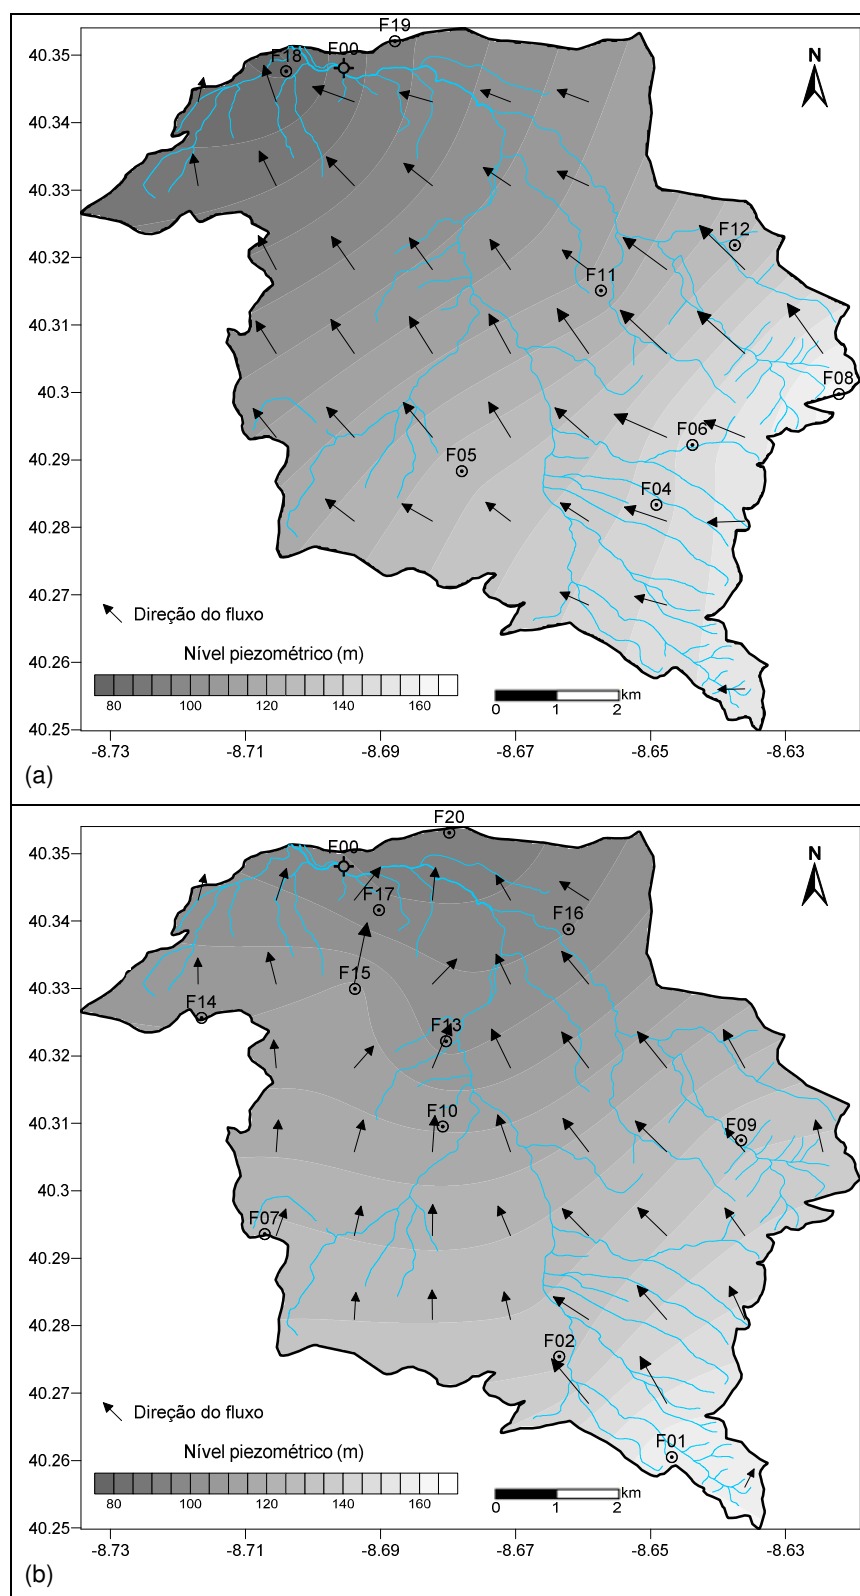 F19
40.35
F18
F00
N
40.34
40.33
F12
40.32
F11
40.31
40.3
F08
F06
40.29
F05
F04
40.28
40.27
Direção do fluxo
40.26
Nível piezométrico (m)
80 100 120 140 160
km
0 1 2
40.25
-8.73 -8.71 -8.69 -8.67 -8.65 -8.63
(a)
F20
40.35
F00
N
F17
40.34
F16
F15
40.33
F14
F13
40.32
40.31
F10
F09
40.3
F07
40.29
40.28
F02
40.27
Direção do fluxo
F01
40.26
Nível piezométrico (m)
80 100 120 140 160
km
0 1 2
40.25
-8.73 -8.71 -8.69 -8.67 -8.65 -8.63
(b)